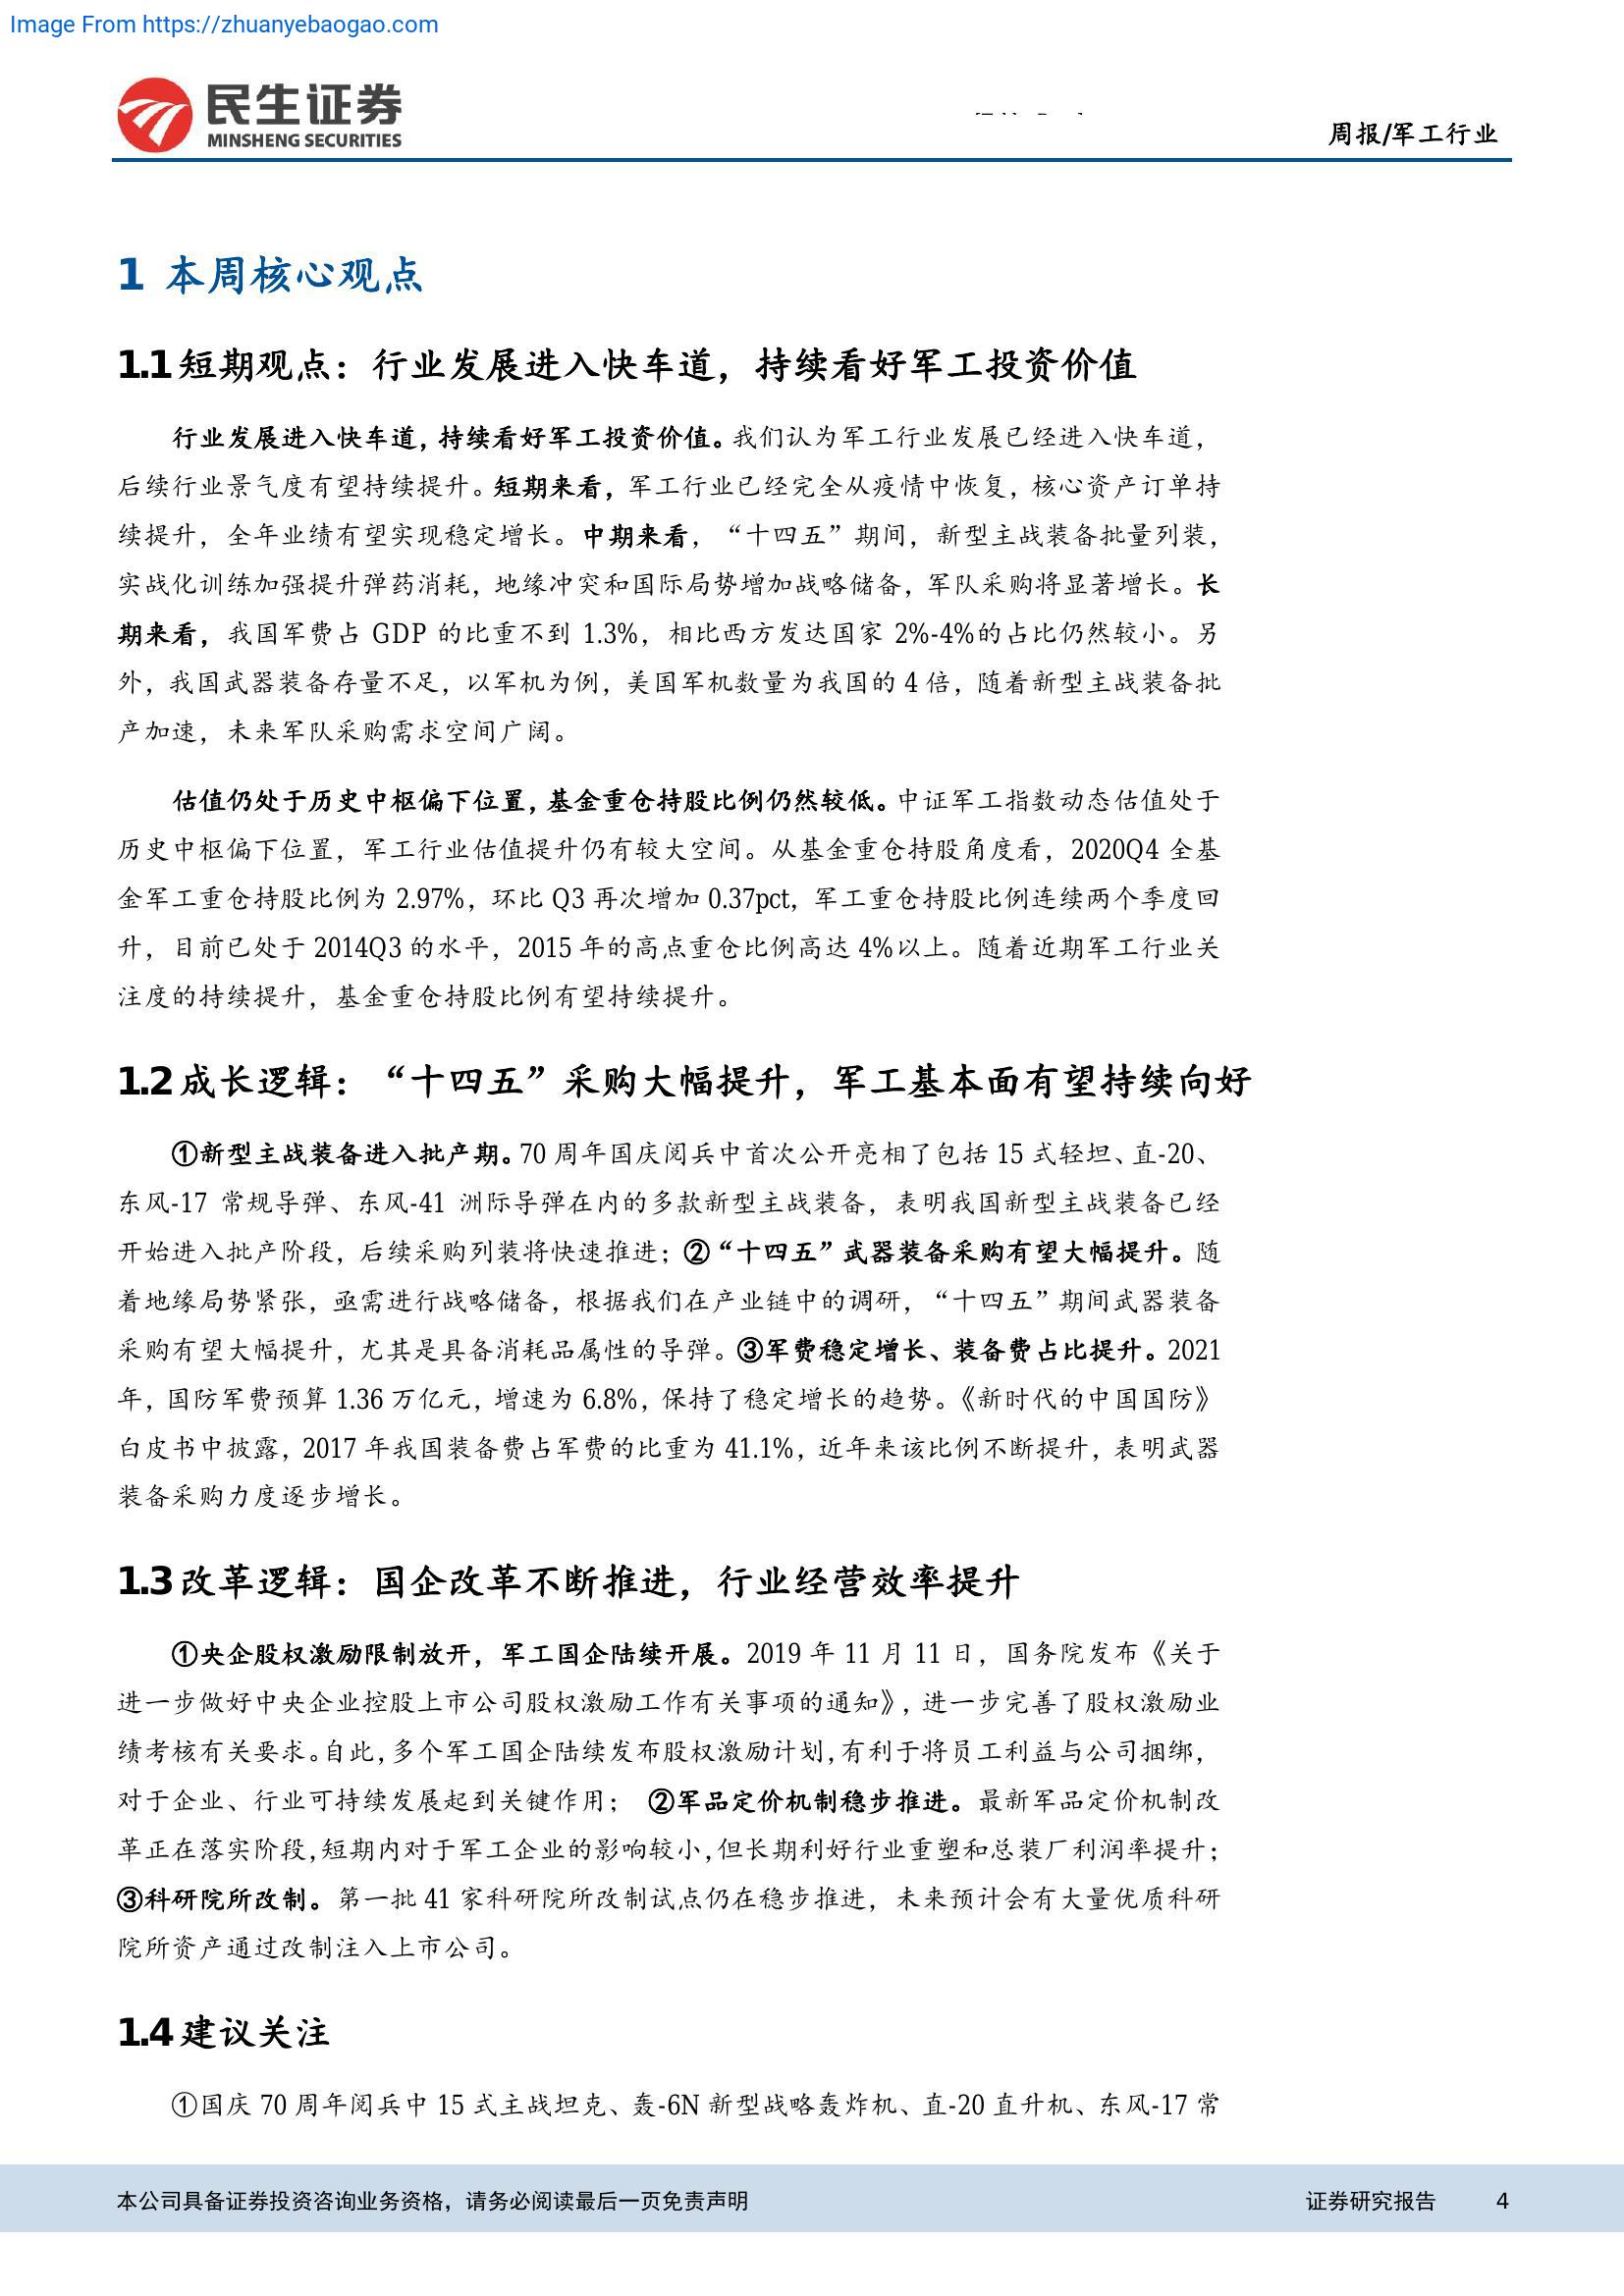 Image From https://zhuanyebaogao.com
民生证券
MINSHENG SECURITIES
周报/军工行业
1 本周核心观点
1.1 短期观点：行业发展进入快车道，持续看好军工投资价值
行业发展进入快车道，持续看好军工投资价值。我们认为军工行业发展已经进入快车道，
后续行业景气度有望持续提升。短期来看，军工行业已经完全从疫情中恢复，核心资产订单持
续提升，全年业绩有望实现稳定增长。中期来看，“十四五”期间，新型主战装备批量列装，
实战化训练加强提升弹药消耗，地缘冲突和国际局势增加战略储备，军队采购将显著增长。长
期来看，我国军费占 GDP 的比重不到 1.3%，相比西方发达国家 2%-4%的占比仍然较小。另
外，我国武器装备存量不足，以军机为例，美国军机数量为我国的 4 倍，随着新型主战装备批
产加速，未来军队采购需求空间广阔。
估值仍处于历史中枢偏下位置，基金重仓持股比例仍然较低。中证军工指数动态估值处于
历史中枢偏下位置，军工行业估值提升仍有较大空间。从基金重仓持股角度看，2020Q4 全基
金军工重仓持股比例为 2.97%，环比 Q3 再次增加 0.37pct，军工重仓持股比例连续两个季度回
升，目前已处于 2014Q3 的水平，2015 年的高点重仓比例高达 4%以上。随着近期军工行业关
注度的持续提升，基金重仓持股比例有望持续提升。
1.2 成长逻辑：“十四五”采购大幅提升，军工基本面有望持续向好
①新型主战装备进入批产期。70 周年国庆阅兵中首次公开亮相了包括 15 式轻坦、直-20、
东风-17 常规导弹、东风-41 洲际导弹在内的多款新型主战装备，表明我国新型主战装备已经
开始进入批产阶段，后续采购列装将快速推进；②“十四五”武器装备采购有望大幅提升。随
着地缘局势紧张，亟需进行战略储备，根据我们在产业链中的调研，“十四五”期间武器装备
采购有望大幅提升，尤其是具备消耗品属性的导弹。③军费稳定增长、装备费占比提升。2021
年，国防军费预算 1.36 万亿元，增速为 6.8%，保持了稳定增长的趋势。《新时代的中国国防》
白皮书中披露，2017 年我国装备费占军费的比重为 41.1%，近年来该比例不断提升，表明武器
装备采购力度逐步增长。
1.3 改革逻辑：国企改革不断推进，行业经营效率提升
①央企股权激励限制放开，军工国企陆续开展。2019 年 11 月 11 日，国务院发布《关于
进一步做好中央企业控股上市公司股权激励工作有关事项的通知》，进一步完善了股权激励业
绩考核有关要求。自此，多个军工国企陆续发布股权激励计划，有利于将员工利益与公司捆绑，
对于企业、行业可持续发展起到关键作用； ②军品定价机制稳步推进。最新军品定价机制改
革正在落实阶段，短期内对于军工企业的影响较小，但长期利好行业重塑和总装厂利润率提升；
③科研院所改制。第一批 41 家科研院所改制试点仍在稳步推进，未来预计会有大量优质科研
院所资产通过改制注入上市公司。
1.4 建议关注
①国庆 70 周年阅兵中 15 式主战坦克、轰-6N 新型战略轰炸机、直-20 直升机、东风-17 常
本公司具备证券投资咨询业务资格，请务必阅读最后一页免责声明
证券研究报告 4